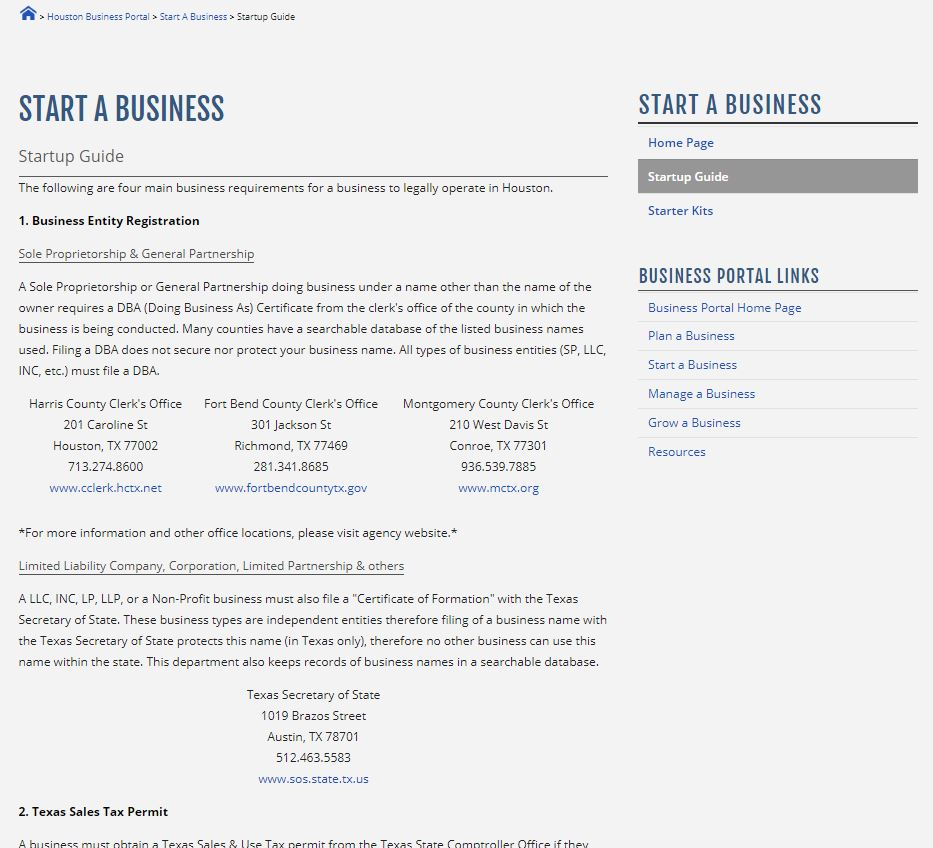 > Houston Business Portal > Start A Business > Startup Guide
START A BUSINESS
Startup Guide
The following are four main business requirements for a business to legally operate in Houston.
1. Business Entity Registration
Sole Proprietorship & General Partnership
A Sole Proprietorship or General Partnership doing business under a name other than the name of the
owner requires a DBA (Doing Business As) Certificate from the clerk's office of the county in which the
business is being conducted. Many counties have a searchable database of the listed business names
used. Filing a DBA does not secure nor protect your business name. All types of business entities (SP, LLC,
INC, etc.) must file a DBA.
Harris County Clerk's Office
201 Caroline St
Houston, TX 77002
713.274.8600
www.cclerk.hctx.net
Fort Bend County Clerk's Office
301 Jackson St
Richmond, TX 77469
281.341.8685
www.fortbendcountytx.gov
Montgomery County Clerk's Office
210 West Davis St
Conroe, TX 77301
936.539.7885
www.mctx.org
*For more information and other office locations, please visit agency website.*
Limited Liability Company, Corporation, Limited Partnership & others
A LLC, INC, LP, LLP, or a Non-Profit business must also file a "Certificate of Formation" with the Texas
Secretary of State. These business types are independent entities therefore filing of a business name with
the Texas Secretary of State protects this name (in Texas only), therefore no other business can use this
name within the state. This department also keeps records of business names in a searchable database.
Texas Secretary of State
1019 Brazos Street
Austin, TX 78701
512.463.5583
www.sos.state.tx.us
2. Texas Sales Tax Permit
A business must obtain a Texas Sales & Use Tax permit from the Texas State Comptroller Office if they
START A BUSINESS
Home Page
Startup Guide
Starter Kits
BUSINESS PORTAL LINKS
Business Portal Home Page
Plan a Business
Start a Business
Manage a Business
Grow a Business
Resources